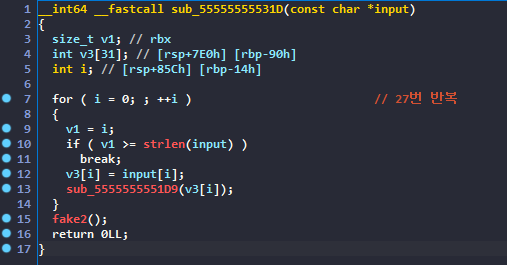 1 __int64 __fastcall sub_55555555531D(const char *input)
2 {
3 size_t v1; // rbx
4 int v3[31]; // [rsp+7E0h] [rbp-90h]
5 int i; // [rsp+85Ch] [rbp-14h]
6
7 for ( i = 0; ; ++i ) // 27번 반복
8 {
9 v1 = i;
10 if ( v1 >= strlen(input) )
11 break;
12 v3[i] = input[i];
13 sub_5555555551D9(v3[i]);
14 }
15 fake2();
16 return 0LL;
17 }